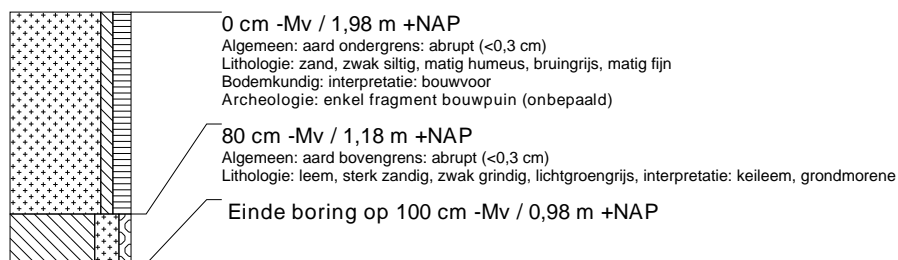 0 cm -Mv / 1,98 m +NAP
Algemeen: aard ondergrens: abrupt (<0,3 cm)
Lithologie: zand, zwak siltig, matig humeus, bruingrijs, matig fijn
Bodemkundig: interpretatie: bouwvoor
Archeologie: enkel fragment bouwpuin (onbepaald)
80 cm -Mv / 1,18 m +NAP
Algemeen: aard bovengrens: abrupt (<0,3 cm)
Lithologie: leem, sterk zandig, zwak grindig, lichtgroengrijs, interpretatie: keileem, grondmorene
Einde boring op 100 cm -Mv / 0,98 m +NAP